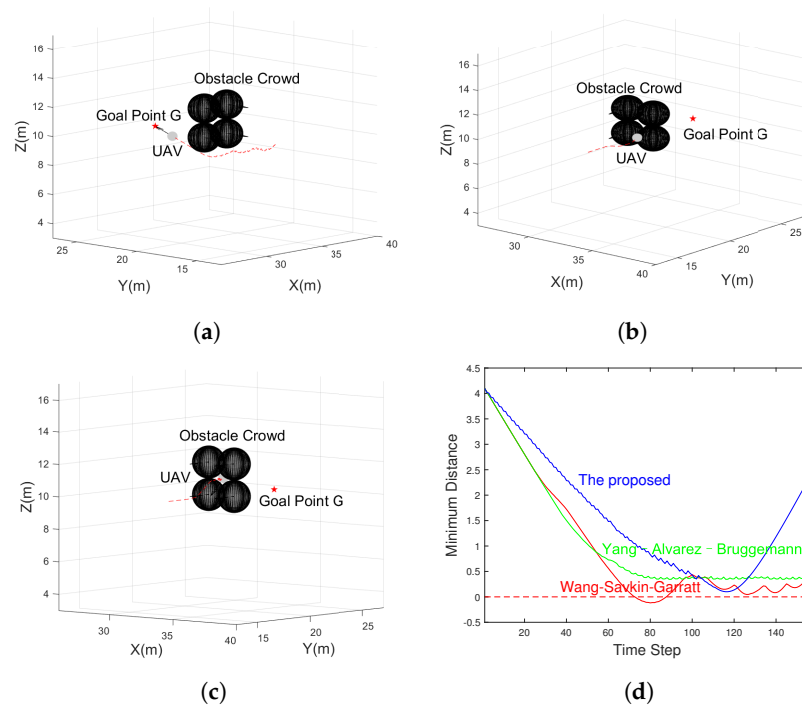 16
14
12
10
8
6
4
Z(m)
Obstacle Crowd
Goal Point G
UAV
25
20
15
Y(m)
30
35
40
X(m)
(a)
16
14
12
10
8
6
4
Z(m)
Obstacle Crowd
Goal Point G
UAV
30
35
40
X(m)
15
20
25
Y(m)
(b)
16
14
12
10
8
6
4
Z(m)
Obstacle Crowd
UAV
Goal Point G
30
35
40
X(m)
15
20
25
Y(m)
(c)
4.5
4
3.5
3
2.5
2
1.5
1
0.5
0
-0.5
Minimum Distance
The proposed
Yang - Alvarez - Bruggemann
Wang-Savkin-Garratt
20
40
60
80
100
120
140
Time Step
(d)